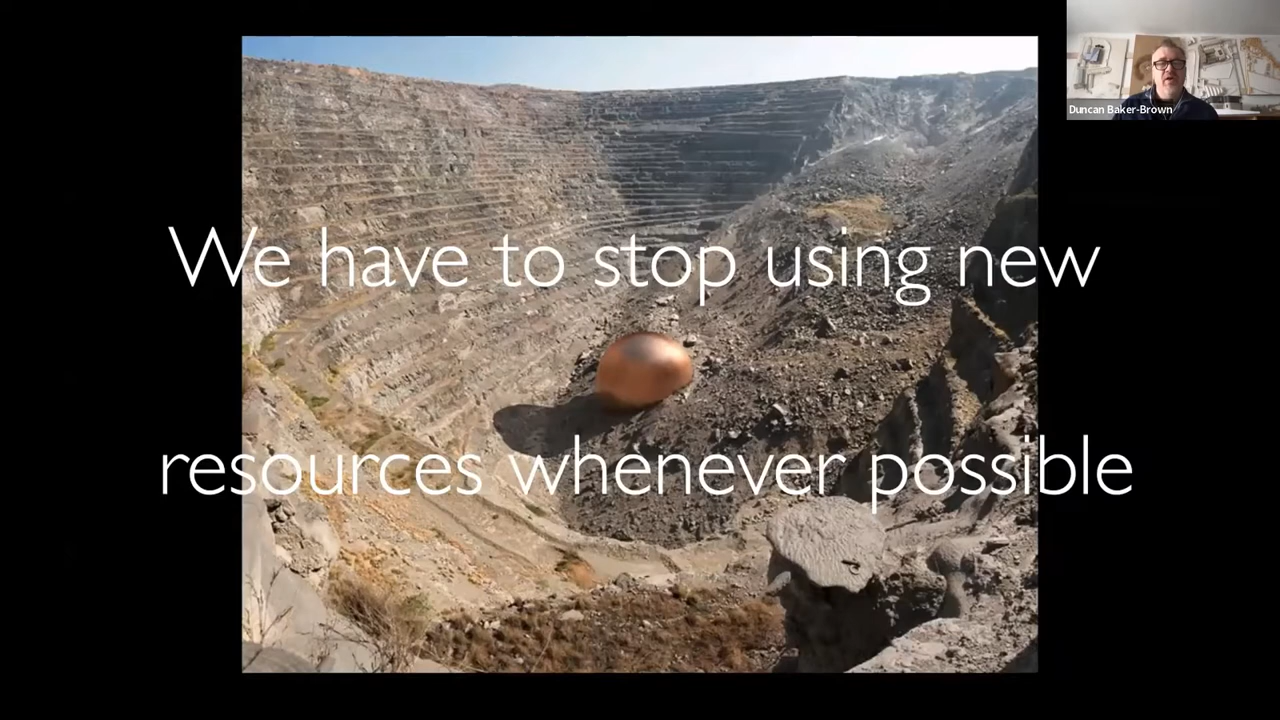 Duncan Baker-Brown
We have to stop using new
resources whenever possible